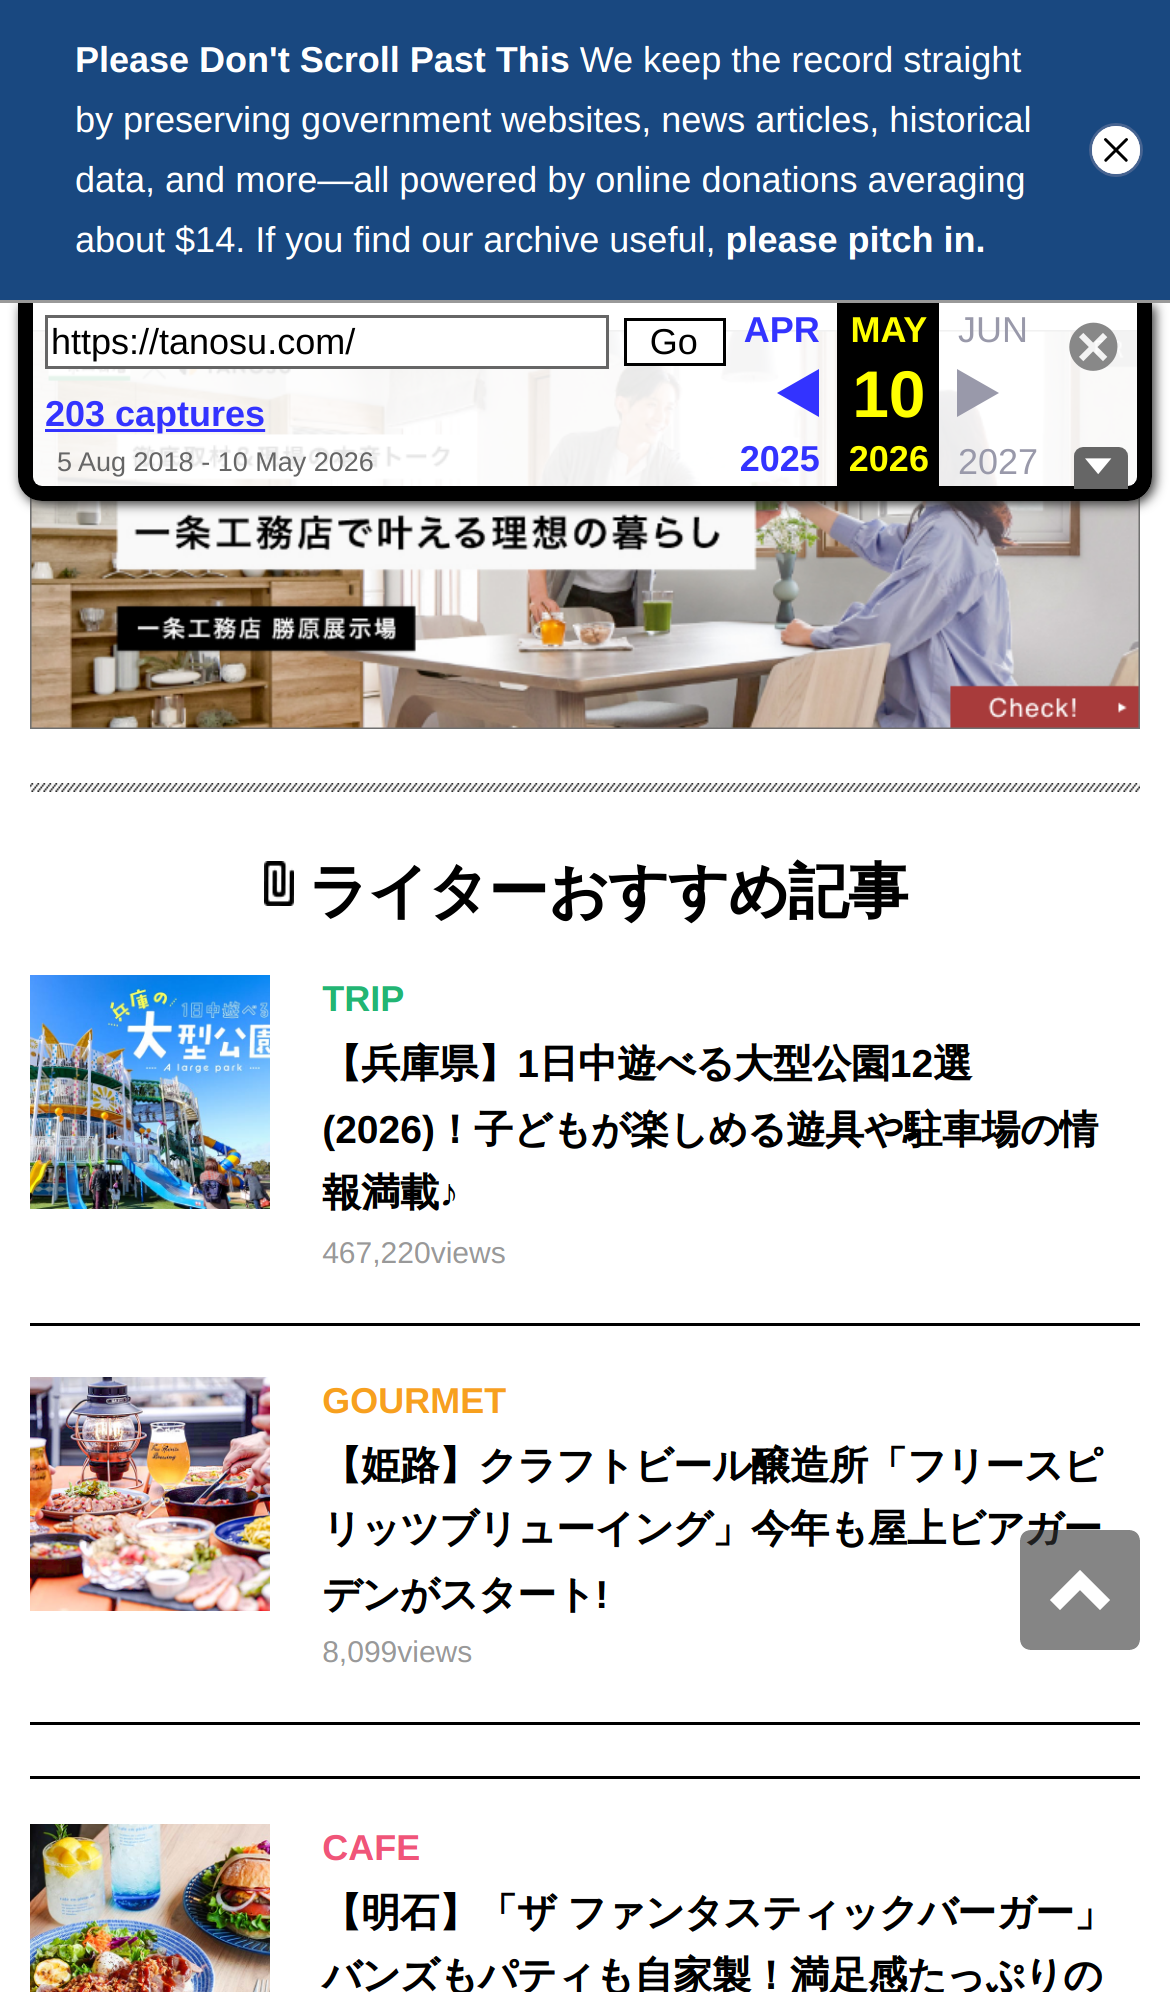 Please Don't Scroll Past This We keep the record straight
by preserving government websites, news articles, historical
data, and more—all powered by online donations averaging
about $14. If you find our archive useful, please pitch in.
https://tanosu.com/
Go
APR
MAY
JUN
203 captures
10
5 Aug 2018 - 10 May 2026
2025
2026
2027
一条工務店で叶える理想の暮らし
一条工務店 勝原展示場
Check!
ライターおすすめ記事
兵庫の
1日中遊べる
大型公園
A large park
TRIP
【兵庫県】1日中遊べる大型公園12選
(2026)！子どもが楽しめる遊具や駐車場の情
報満載♪
467,220views
GOURMET
【姫路】クラフトビール醸造所「フリースピ
リッツブリューイング」今年も屋上ビアガー
デンがスタート!
8,099views
CAFE
【明石】「ザ ファンタスティックバーガー」
バンズもパティも自家製！満足感たっぷりの